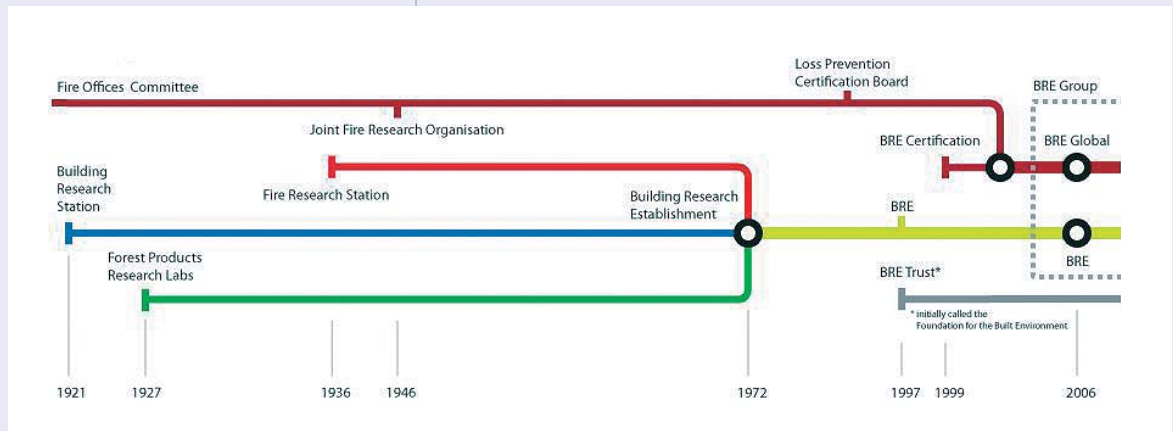 Fire Offices Committee
Loss Prevention
Certification Board
BRE Group
Joint Fire Research Organisation
BRE Certification
BRE Global
Building
Research
Station
Fire Research Station
Building Research
Establishment
BRE
Forest Products
Research Labs
BRE
BRE Trust*
* initially called the
Foundation for the Built Environment
1921
1927
1936
1946
1972
1997
1999
2006